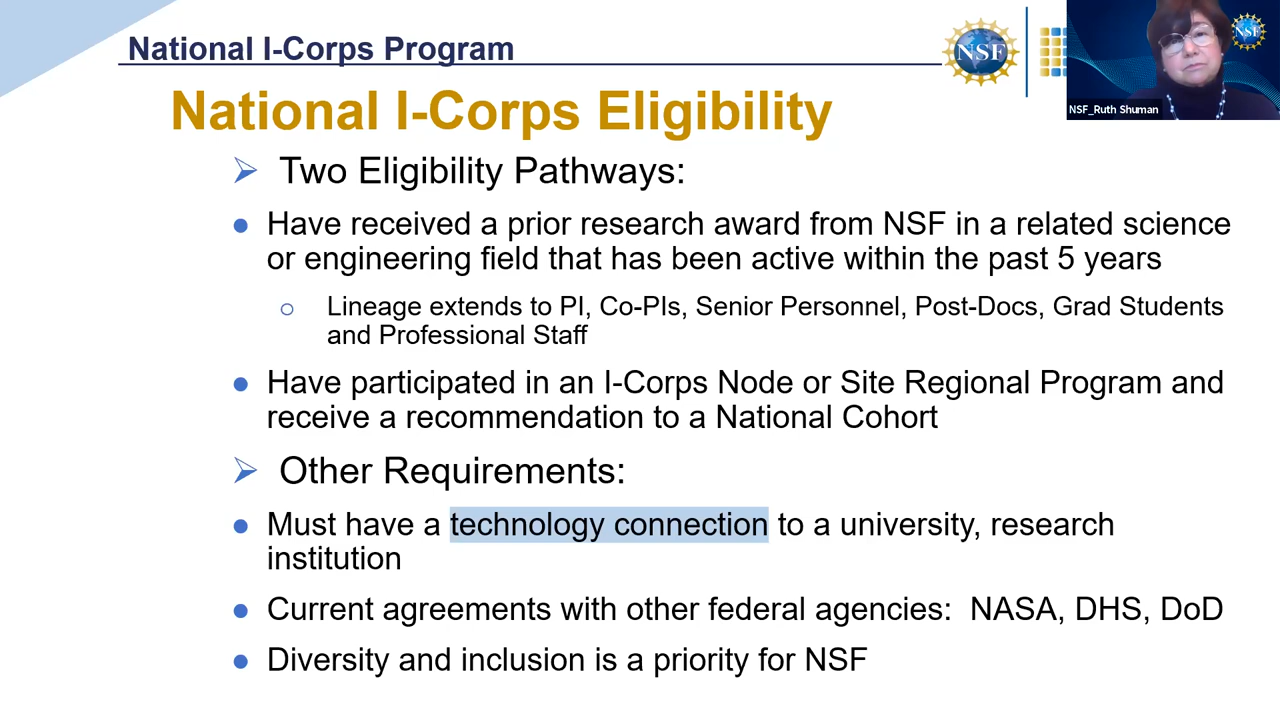 National I-Corps Program
NSF
NSF
NSF_Ruth Shuman
National I-Corps Eligibility
Two Eligibility Pathways:
Have received a prior research award from NSF in a related science
or engineering field that has been active within the past 5 years
Lineage extends to PI, Co-PIs, Senior Personnel, Post-Docs, Grad Students
and Professional Staff
Have participated in an I-Corps Node or Site Regional Program and
receive a recommendation to a National Cohort
Other Requirements:
Must have a technology connection to a university, research
institution
Current agreements with other federal agencies: NASA, DHS, DoD
Diversity and inclusion is a priority for NSF